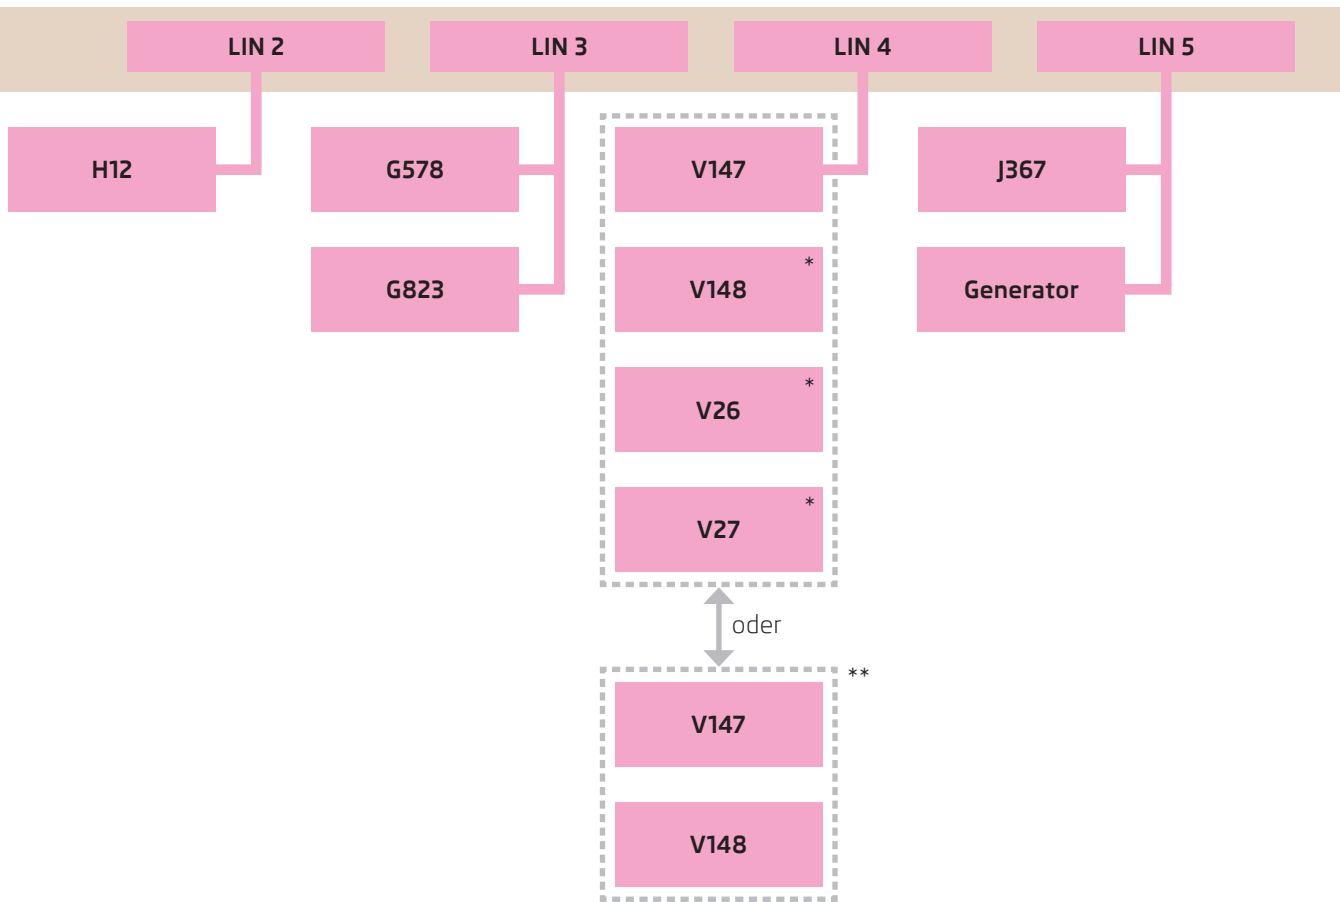 LIN 2
LIN 3
LIN 4
LIN 5
H12
G578
V147
J367
G823
V148 *
Generator
V26 *
V27 *
oder
**
V147
V148